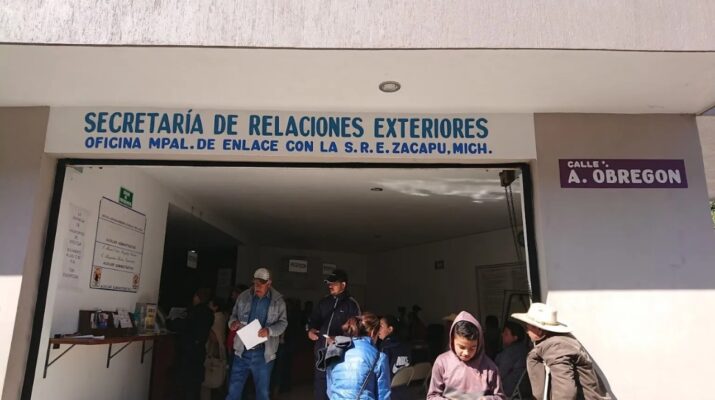 SECRETARÍA DE RELACIONES EXTERIORES
OFICINA MPAL. DE ENLACE CON LA S.R.E. ZACAPU, MICH.
CALLE
A. OBREGON